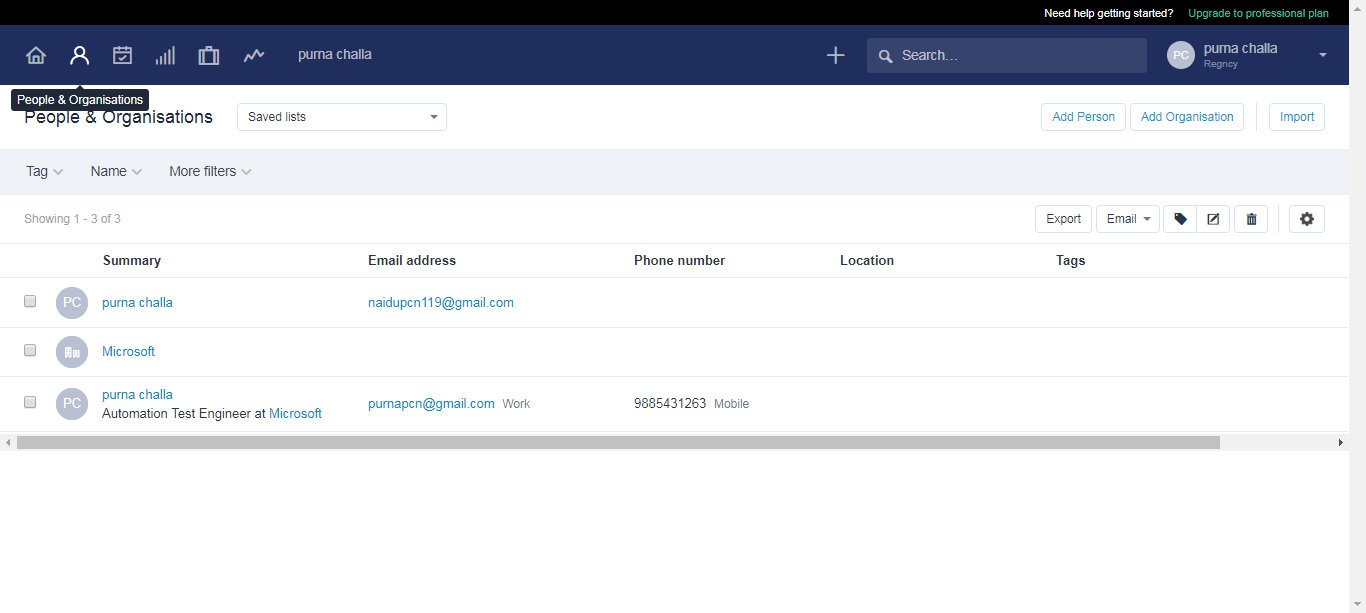 Need help getting started? Upgrade to professional plan
purna challa
Search...
PC purna challa
Regncy
People & Organisations
People & Organisations
Saved lists
Add Person Add Organisation Import
Tag Name More filters
Showing 1 - 3 of 3
Export Email
Summary Email address Phone number Location Tags
PC purna challa naidupcn119@gmail.com
Microsoft
PC purna challa
Automation Test Engineer at Microsoft purnapcn@gmail.com Work 9885431263 Mobile